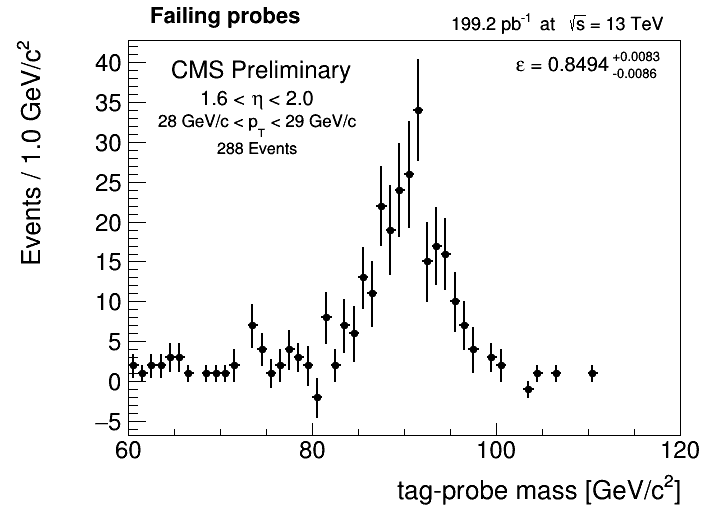 Failing probes
199.2 pb⁻¹ at √s = 13 TeV
CMS Preliminary
ε = 0.8494 +0.0083 -0.0086
1.6 < η < 2.0
28 GeV/c < p_T < 29 GeV/c
288 Events
Events / 1.0 GeV/c²
40
35
30
25
20
15
10
5
0
−5
60 80 100 120
tag-probe mass [GeV/c²]